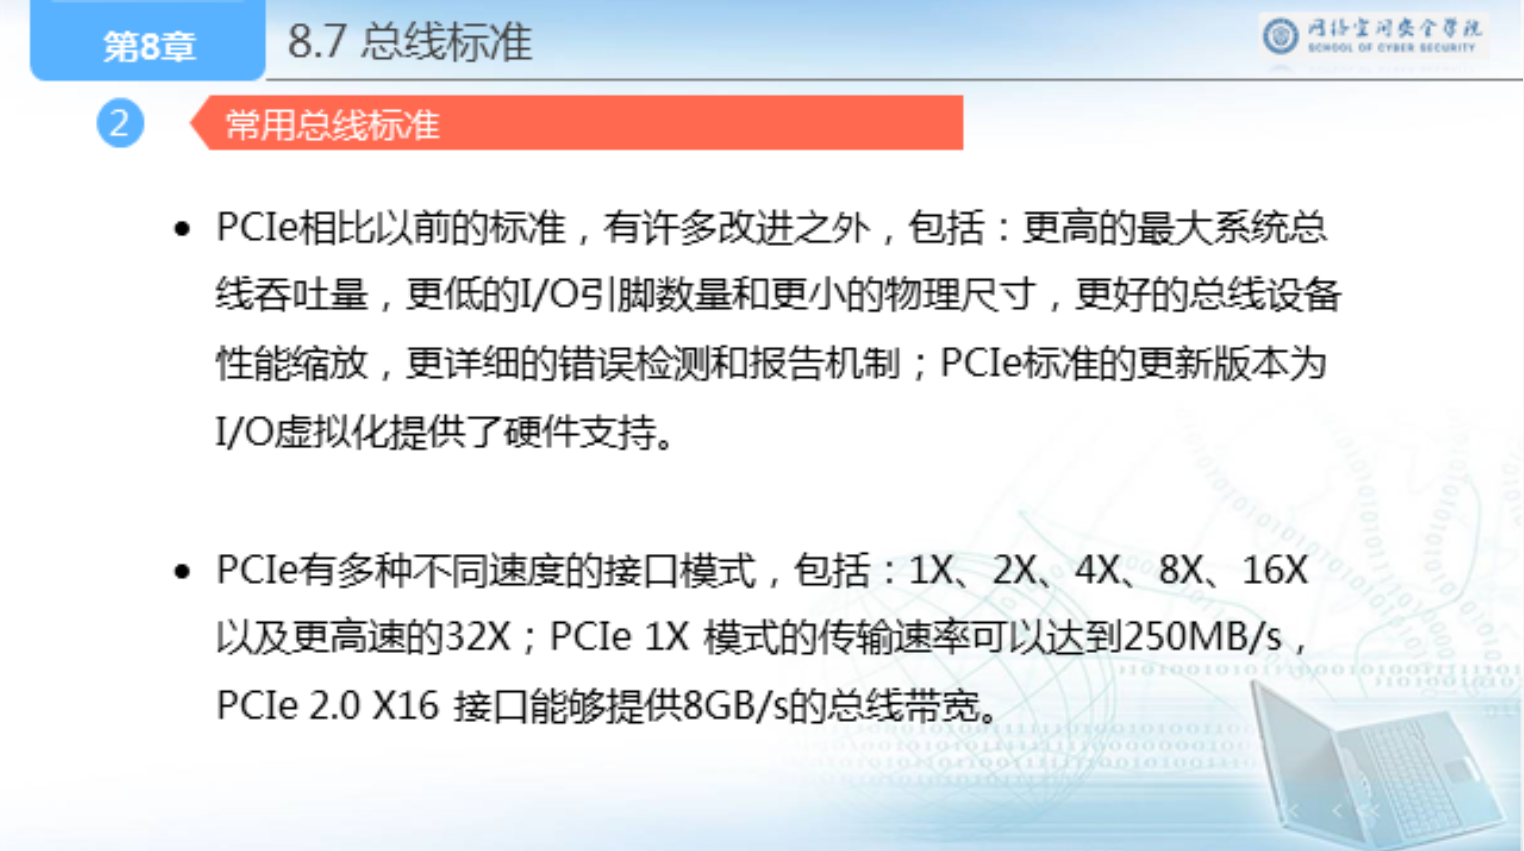 第8章
8.7 总线标准
网络空间安全学院
SCHOOL OF CYBER SECURITY
2
常用总线标准
• PCIe相比以前的标准，有许多改进之外，包括：更高的最大系统总
线吞吐量，更低的I/O引脚数量和更小的物理尺寸，更好的总线设备
性能缩放，更详细的错误检测和报告机制；PCIe标准的更新版本为
I/O虚拟化提供了硬件支持。
• PCIe有多种不同速度的接口模式，包括：1X、2X、4X、8X、16X
以及更高速的32X；PCIe 1X 模式的传输速率可以达到250MB/s，
PCIe 2.0 X16 接口能够提供8GB/s的总线带宽。